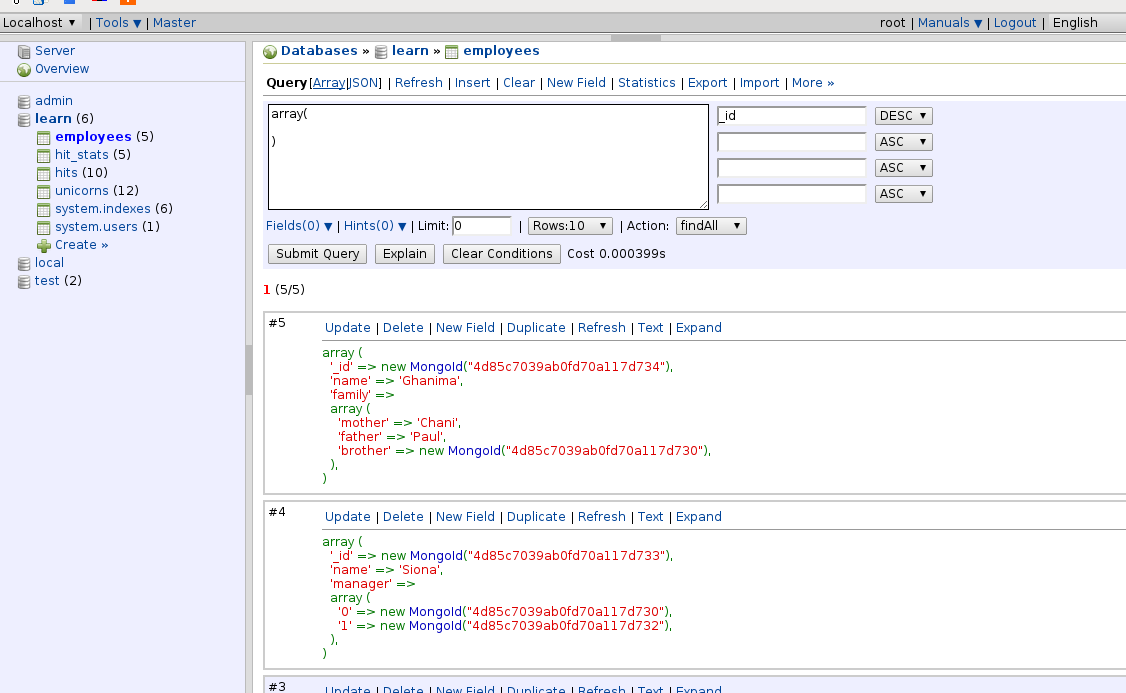 Localhost ▼ | Tools ▼ | Master
root | Manuals ▼ | Logout | English
Server
Overview
admin
learn (6)
employees (5)
hit_stats (5)
hits (10)
unicorns (12)
system.indexes (6)
system.users (1)
Create »
local
test (2)
Databases » learn » employees
Query[Array|JSON] | Refresh | Insert | Clear | New Field | Statistics | Export | Import | More »
array(
)
_id DESC ▼
ASC ▼
ASC ▼
ASC ▼
Fields(0) ▼ | Hints(0) ▼ | Limit: 0 | Rows:10 ▼ | Action: findAll ▼
Submit Query Explain Clear Conditions Cost 0.000399s
1 (5/5)
#5 Update | Delete | New Field | Duplicate | Refresh | Text | Expand
array (
'_id' => new MongoId("4d85c7039ab0fd70a117d734"),
'name' => 'Ghanima',
'family' =>
array (
'mother' => 'Chani',
'father' => 'Paul',
'brother' => new MongoId("4d85c7039ab0fd70a117d730"),
),
)
#4 Update | Delete | New Field | Duplicate | Refresh | Text | Expand
array (
'_id' => new MongoId("4d85c7039ab0fd70a117d733"),
'name' => 'Siona',
'manager' =>
array (
'0' => new MongoId("4d85c7039ab0fd70a117d730"),
'1' => new MongoId("4d85c7039ab0fd70a117d732"),
),
)
#3 Update | Delete | New Field | Duplicate | Refresh | Text | Expand